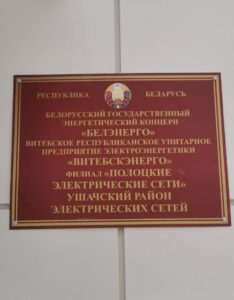 РЕСПУБЛИКА БЕЛАРУСЬ
БЕЛОРУССКИЙ ГОСУДАРСТВЕННЫЙ
ЭНЕРГЕТИЧЕСКИЙ КОНЦЕРН
«БЕЛЭНЕРГО»
ВИТЕБСКОЕ РЕСПУБЛИКАНСКОЕ УНИТАРНОЕ
ПРЕДПРИЯТИЕ ЭЛЕКТРОЭНЕРГЕТИКИ
«ВИТЕБСКЭНЕРГО»
ФИЛИАЛ «ПОЛОЦКИЕ
ЭЛЕКТРИЧЕСКИЕ СЕТИ»
УШАЧСКИЙ РАЙОН
ЭЛЕКТРИЧЕСКИХ СЕТЕЙ